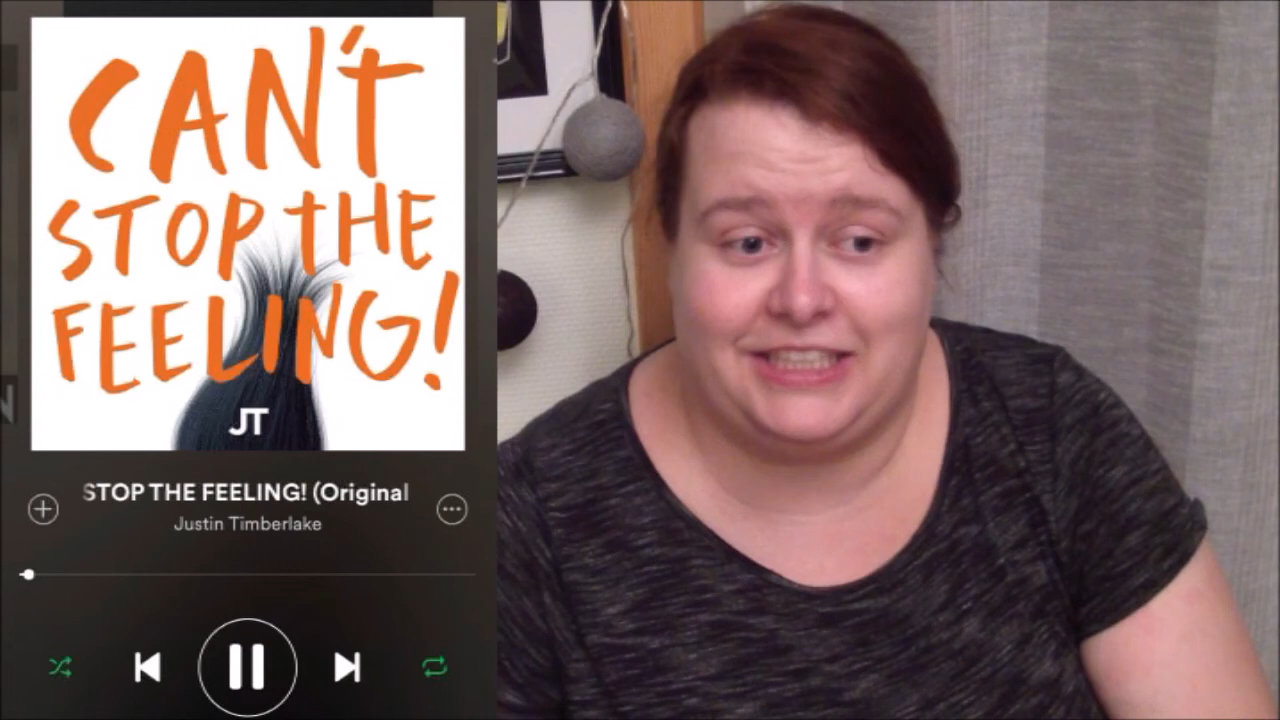 CAN'T
STOP THE
FEELING!
JT
STOP THE FEELING! (Original
Justin Timberlake